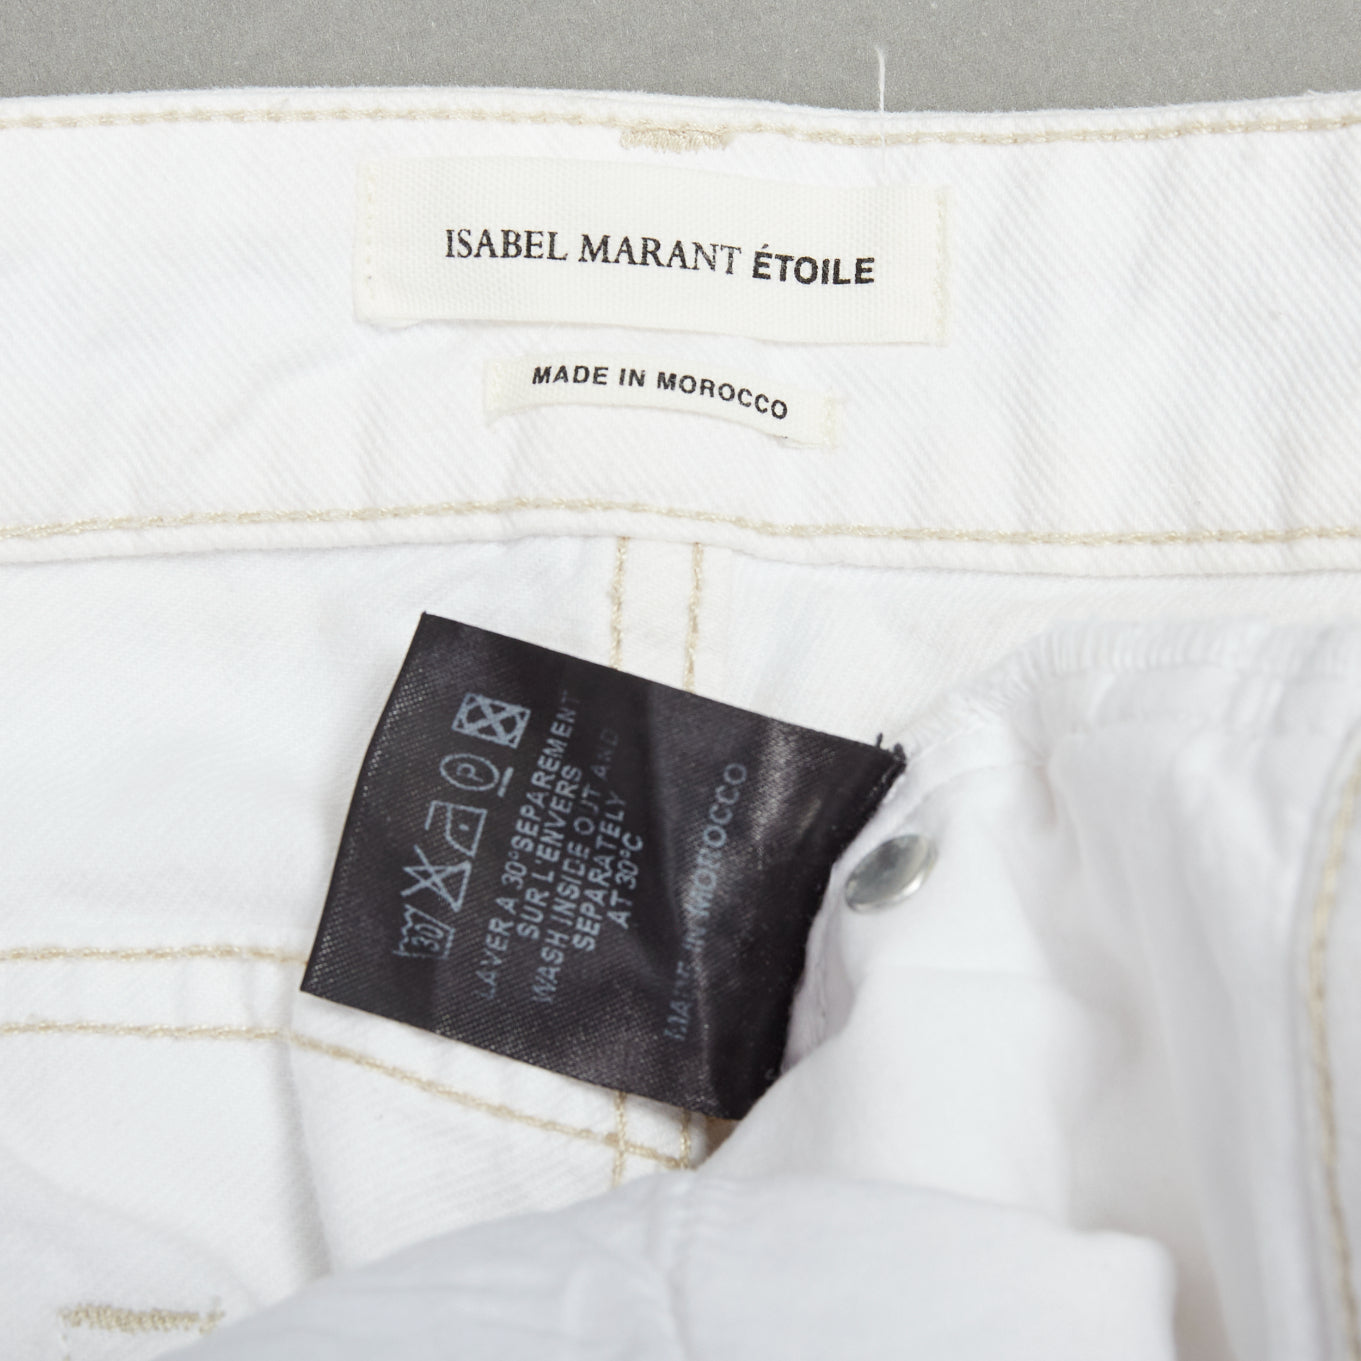 ISABEL MARANT ÉTOILE
MADE IN MOROCCO
30
P
LAVER A 30° SEPAREMENT
SUR L'ENVERS
WASH INSIDE OUT AND
SEPARATELY
AT 30°C
MADE IN MOROCCO